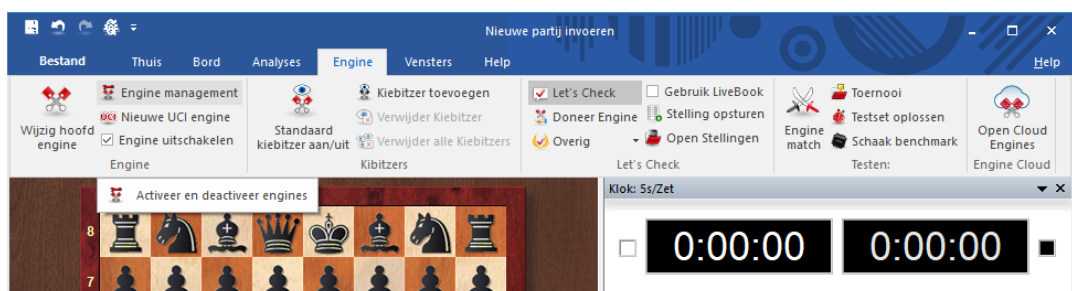 Nieuwe partij invoeren
Bestand Thuis Bord Analyses Engine Vensters Help Help
Engine management Kiebitzer toevoegen Let's Check Gebruik LiveBook Toernooi
UCI Nieuwe UCI engine Verwijder Kiebitzer Doneer Engine Stelling opsturen Testset oplossen
Wijzig hoofd engine Engine uitschakelen Standaard kiebitzer aan/uit Verwijder alle Kiebitzers Overig Open Stellingen Engine match Schaak benchmark Open Cloud Engines
Engine Kibitzers Let's Check Testen: Engine Cloud
Activeer en deactiveer engines
Klok: 5s/Zet
8
0:00:00 0:00:00
7